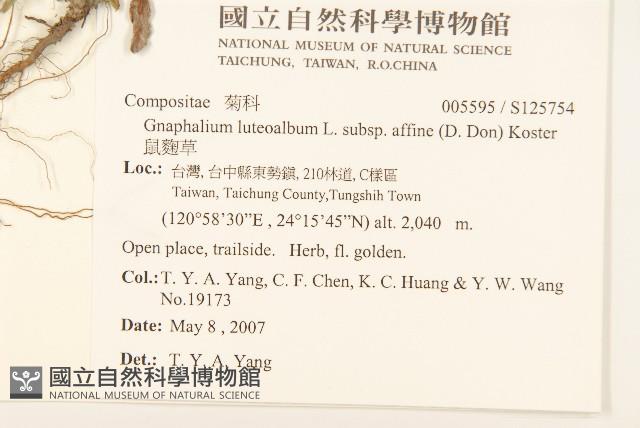 國立自然科學博物館
NATIONAL MUSEUM OF NATURAL SCIENCE
TAICHUNG, TAIWAN, R.O.CHINA
Compositae 菊科 005595 / S125754
Gnaphalium luteoalbum L. subsp. affine (D. Don) Koster
鼠麴草
Loc.: 台灣, 台中縣東勢鎮, 210林道, C樣區
Taiwan, Taichung County,Tungshih Town
(120°58'30"E , 24°15'45"N) alt. 2,040 m.
Open place, trailside. Herb, fl. golden.
Col.: T. Y. A. Yang, C. F. Chen, K. C. Huang & Y. W. Wang
No.19173
Date: May 8 , 2007
Det.: T. Y. A. Yang
國立自然科學博物館
NATIONAL MUSEUM OF NATURAL SCIENCE